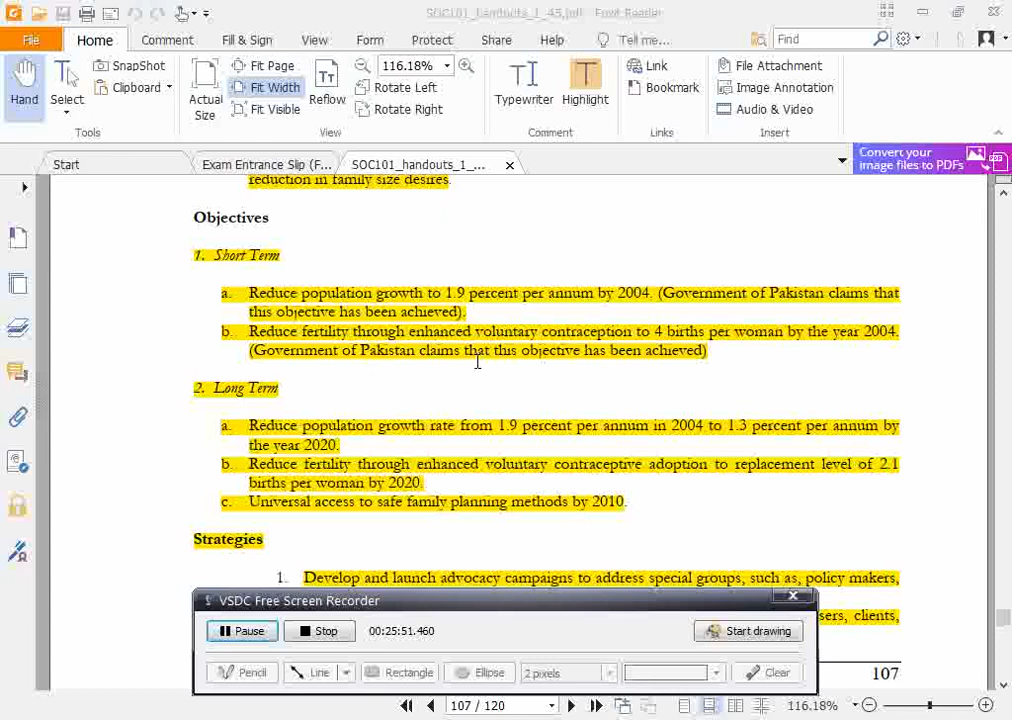 SOC101_handouts_1_45.pdf - Foxit Reader
File Home Comment Fill & Sign View Form Protect Share Help Tell me... Find
Hand Select SnapShot Clipboard Actual Size Fit Page Fit Width Fit Visible Reflow 116.18% Rotate Left Rotate Right Typewriter Highlight Link Bookmark File Attachment Image Annotation Audio & Video
Tools View Comment Links Insert
Start Exam Entrance Slip (F... SOC101_handouts_1_... Convert your image files to PDFs
reduction in family size desires.
Objectives
1. Short Term
a. Reduce population growth to 1.9 percent per annum by 2004. (Government of Pakistan claims that
this objective has been achieved).
b. Reduce fertility through enhanced voluntary contraception to 4 births per woman by the year 2004.
(Government of Pakistan claims that this objective has been achieved)
2. Long Term
a. Reduce population growth rate from 1.9 percent per annum in 2004 to 1.3 percent per annum by
the year 2020.
b. Reduce fertility through enhanced voluntary contraceptive adoption to replacement level of 2.1
births per woman by 2020.
c. Universal access to safe family planning methods by 2010.
Strategies
1. Develop and launch advocacy campaigns to address special groups, such as, policy makers,
sers, clients,
VSDC Free Screen Recorder
Pause Stop 00:25:51.460 Start drawing
Pencil Line Rectangle Ellipse 2 pixels Clear
107
107 / 120 116.18%